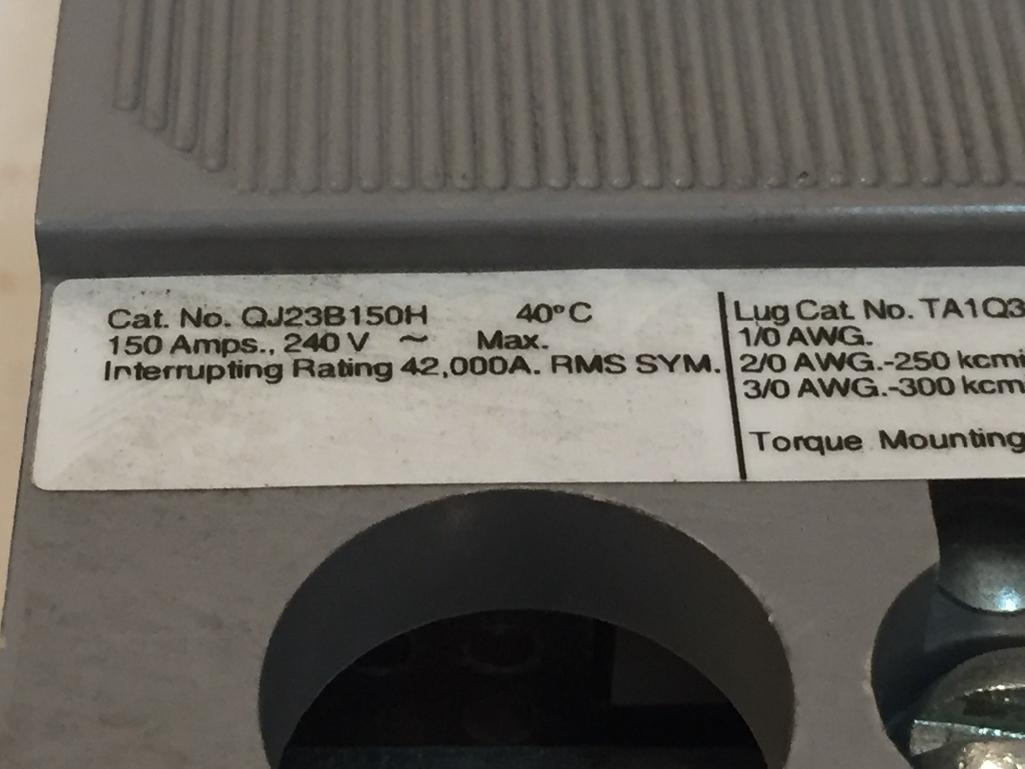 Cat. No. QJ23B150H 40°C
150 Amps., 240 V ~ Max.
Interrupting Rating 42,000A. RMS SYM.
Lug Cat. No. TA1Q3
1/0 AWG.
2/0 AWG.-250 kcmi
3/0 AWG.-300 kcm
Torque Mounting